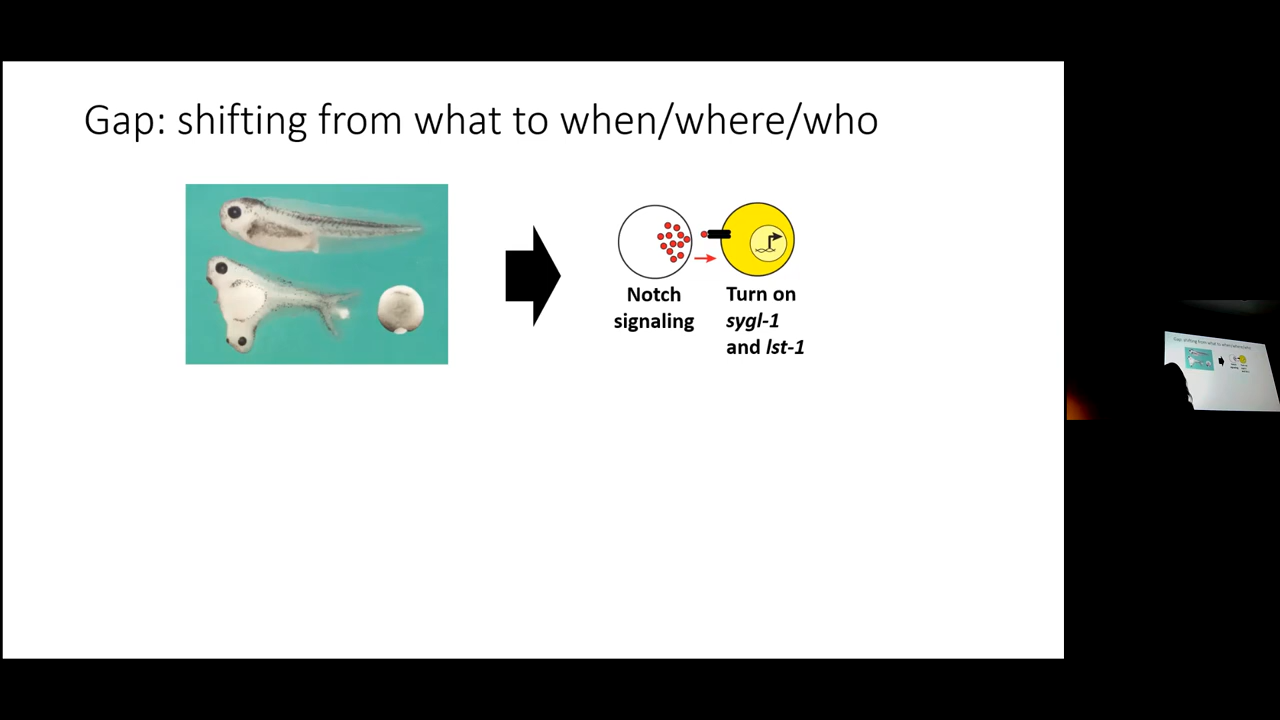 Gap: shifting from what to when/where/who
Notch
signaling
Turn on
sygl-1
and lst-1